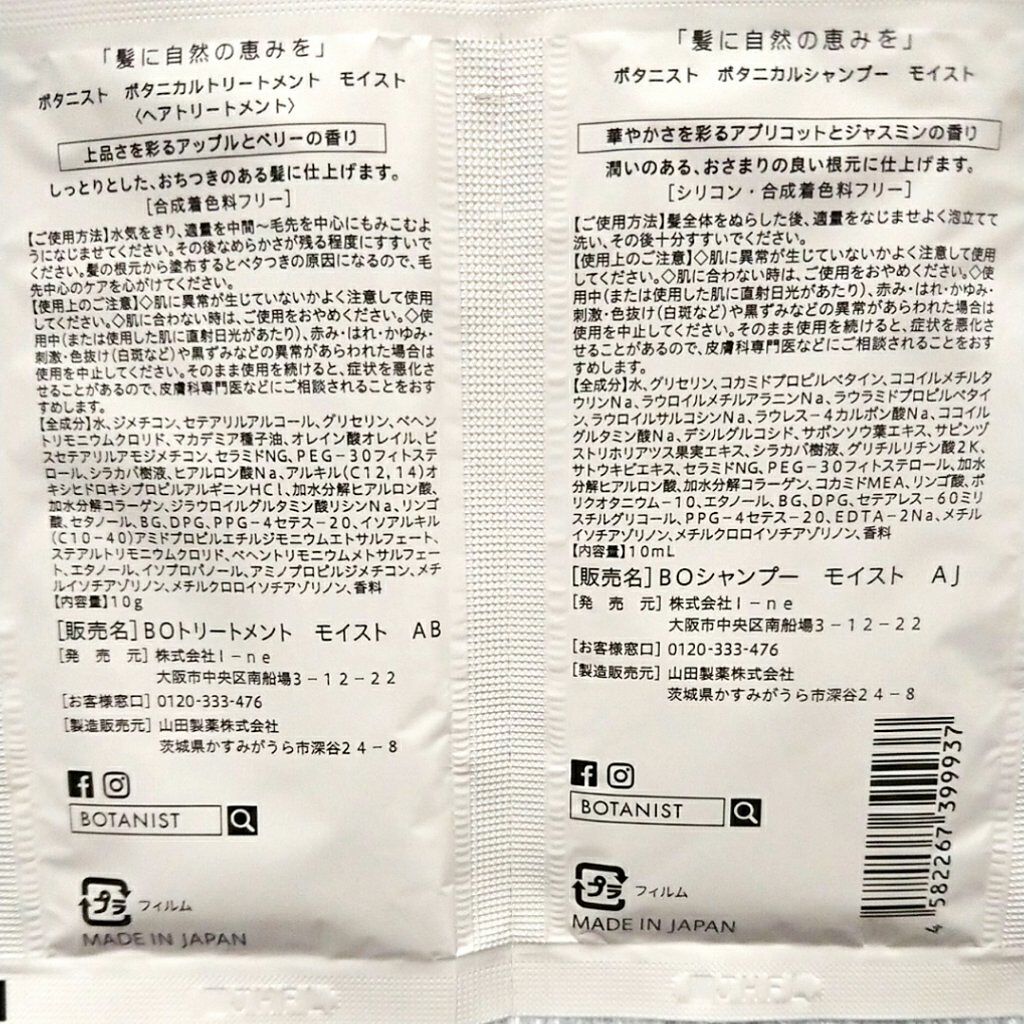 「髪に自然の恵みを」
ボタニスト ボタニカルトリートメント モイスト
〈ヘアトリートメント〉
上品さを彩るアップルとベリーの香り
しっとりとした、おちつきのある髪に仕上げます。
[合成着色料フリー]
【ご使用方法】水気をきり、適量を中間〜毛先を中心にもみこむよ
うになじませてください。その後なめらかさが残る程度にすすいで
ください。髪の根元から塗布するとベタつきの原因になるので、毛
先中心のケアを心がけてください。
【使用上のご注意】◇肌に異常が生じていないかよく注意して使用
してください。◇肌に合わない時は、ご使用をおやめください。◇使
用中(または使用した肌に直射日光があたり)、赤み・はれ・かゆみ・
刺激・色抜け(白斑など)や黒ずみなどの異常があらわれた場合は
使用を中止してください。そのまま使用を続けると、症状を悪化さ
せることがあるので、皮膚科専門医などにご相談されることをおす
すめします。
【全成分】水、ジメチコン、セテアリルアルコール、グリセリン、ベヘン
トリモニウムクロリド、マカデミア種子油、オレイン酸オレイル、ビ
スセテアリルアモジメチコン、セラミドNG、PEG-30フィトステ
ロール、シラカバ樹液、ヒアルロン酸Na、アルキル(C12,14)オ
キシヒドロキシプロピルアルギニンHCl、加水分解ヒアルロン酸、
加水分解コラーゲン、ジラウロイルグルタミン酸リシンNa、リンゴ
酸、セタノール、BG、DPG、PPG-4セテス-20、イソアルキル
(C10-40)アミドプロピルエチルジモニウムエトサルフェート、
ステアルトリモニウムクロリド、ベヘントリモニウムメトサルフェー
ト、エタノール、イソプロパノール、アミノプロピルジメチコン、メチ
ルイソチアゾリノン、メチルクロロイソチアゾリノン、香料
【内容量】10g
[販売名]BOトリートメント モイスト AB
[発 売 元]株式会社I-ne
大阪市中央区南船場3-12-22
[お客様窓口]0120-333-476
[製造販売元]山田製薬株式会社
茨城県かすみがうら市深谷24-8
BOTANIST
プラ フィルム
MADE IN JAPAN
「髪に自然の恵みを」
ボタニスト ボタニカルシャンプー モイスト
華やかさを彩るアプリコットとジャスミンの香り
潤いのある、おさまりの良い根元に仕上げます。
[シリコン・合成着色料フリー]
【ご使用方法】髪全体をぬらした後、適量をなじませよく泡立てて
洗い、その後十分すすいでください。
【使用上のご注意】◇肌に異常が生じていないかよく注意して使用
してください。◇肌に合わない時は、ご使用をおやめください。◇使
用中(または使用した肌に直射日光があたり)、赤み・はれ・かゆみ・
刺激・色抜け(白斑など)や黒ずみなどの異常があらわれた場合は
使用を中止してください。そのまま使用を続けると、症状を悪化さ
せることがあるので、皮膚科専門医などにご相談されることをおす
すめします。
【全成分】水、グリセリン、コカミドプロピルベタイン、ココイルメチルタ
ウリンNa、ラウロイルメチルアラニンNa、ラウラミドプロピルベタイ
ン、ラウロイルサルコシンNa、ラウレス-4カルボン酸Na、ココイル
グルタミン酸Na、デシルグルコシド、サボンソウ葉エキス、サピンヅ
ストリホリアツス果実エキス、シラカバ樹液、グリチルリチン酸2K、
サトウキビエキス、セラミドNG、PEG-30フィトステロール、加水
分解ヒアルロン酸、加水分解コラーゲン、コカミドMEA、リンゴ酸、ポ
リクオタニウム-10、エタノール、BG、DPG、セテアレス-60ミリ
スチルグリコール、PPG-4セテス-20、EDTA-2Na、メチル
イソチアゾリノン、メチルクロロイソチアゾリノン、香料
【内容量】10mL
[販売名]BOシャンプー モイスト AJ
[発 売 元]株式会社I-ne
大阪市中央区南船場3-12-22
[お客様窓口]0120-333-476
[製造販売元]山田製薬株式会社
茨城県かすみがうら市深谷24-8
BOTANIST
プラ フィルム
MADE IN JAPAN
4 582267 399937